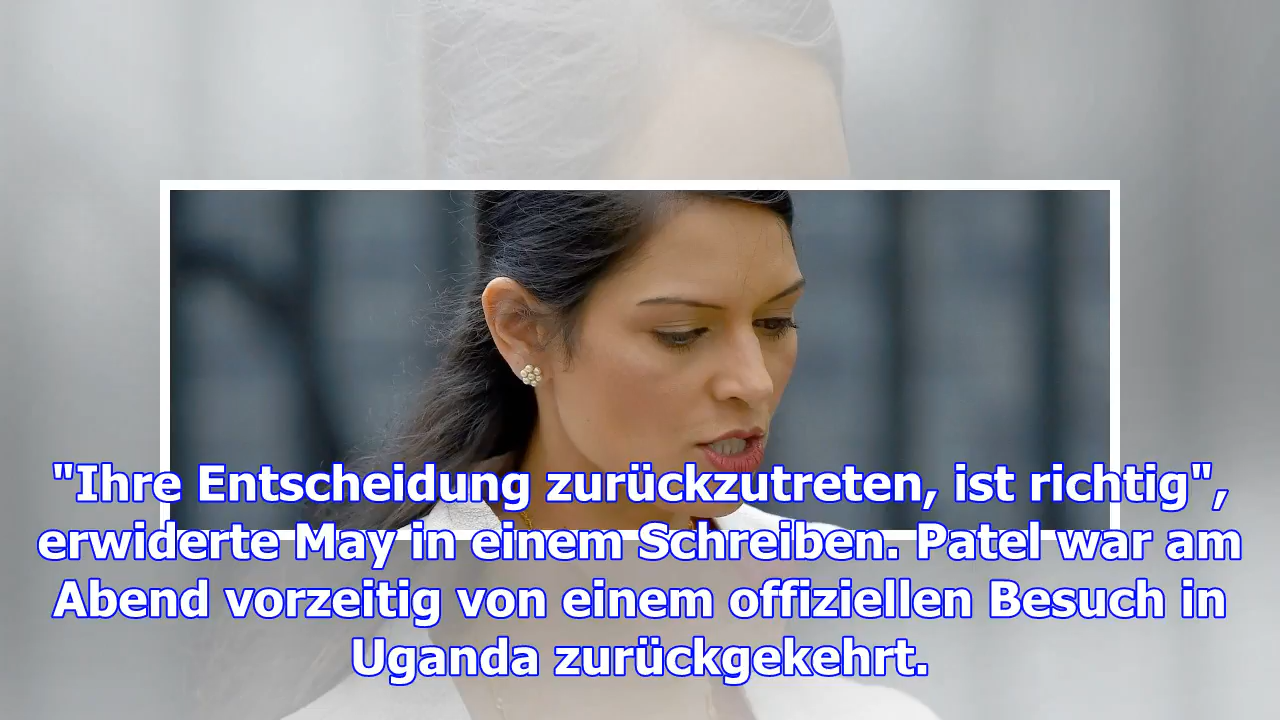 "Ihre Entscheidung zurückzutreten, ist richtig",
erwiderte May in einem Schreiben. Patel war am
Abend vorzeitig von einem offiziellen Besuch in
Uganda zurückgekehrt.